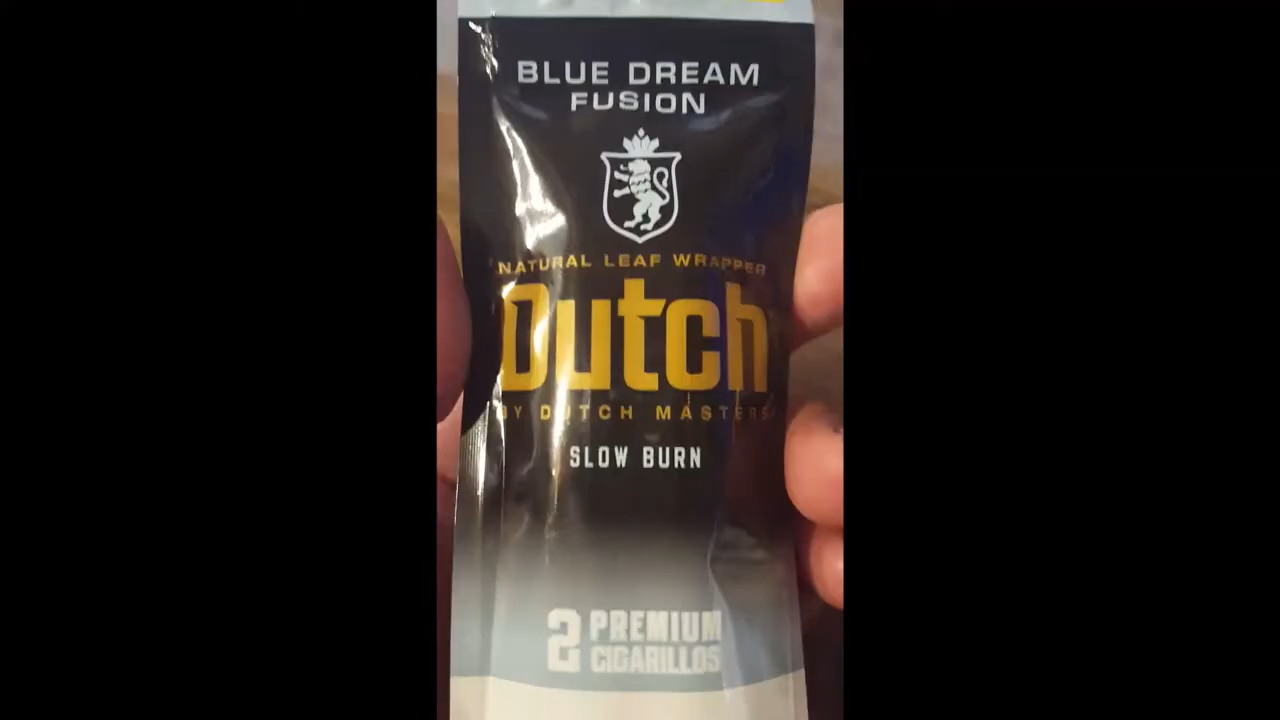 BLUE DREAM
FUSION
NATURAL LEAF WRAPPER
Dutch
BY DUTCH MASTERS
SLOW BURN
2 PREMIUM
CIGARILLOS